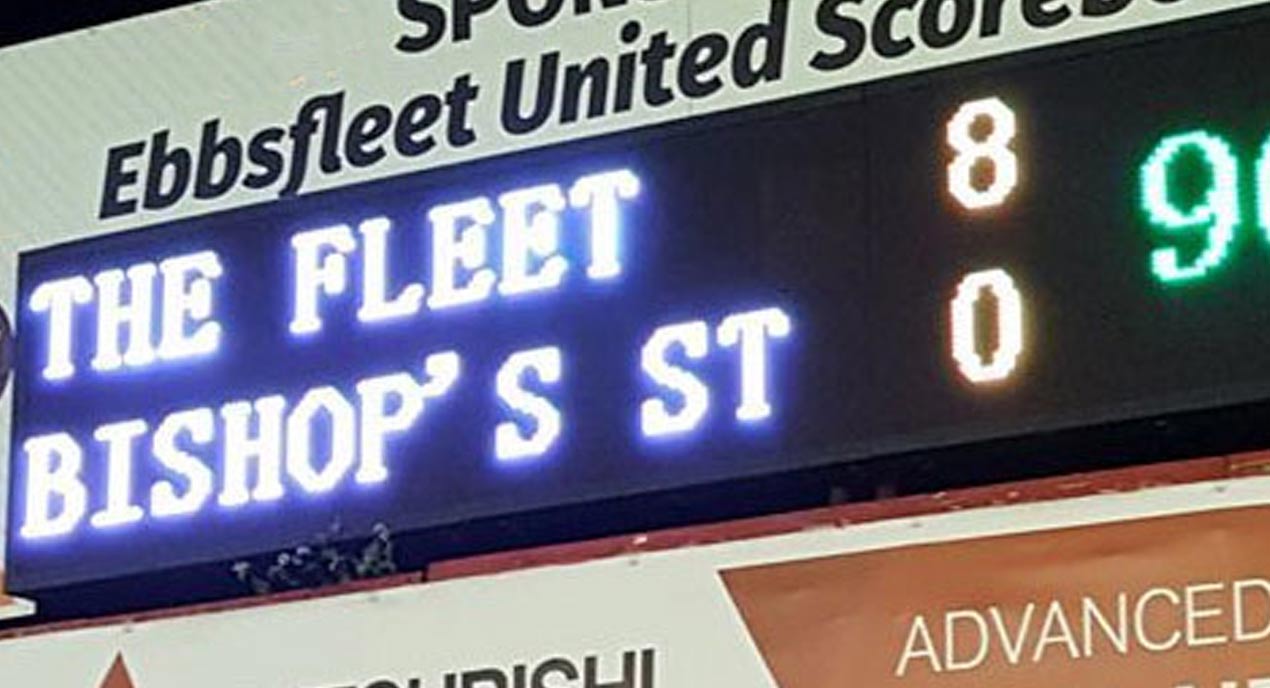 Ebbsfleet United
THE FLEET 8
BISHOP'S ST 0
ADVANCED